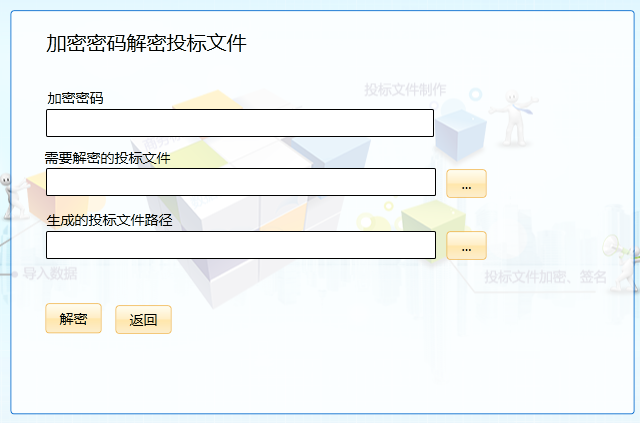 加密密码解密投标文件
投标文件制作
加密密码
需要解密的投标文件
...
生成的投标文件路径
...
导入数据
投标文件加密、签名
解密
返回